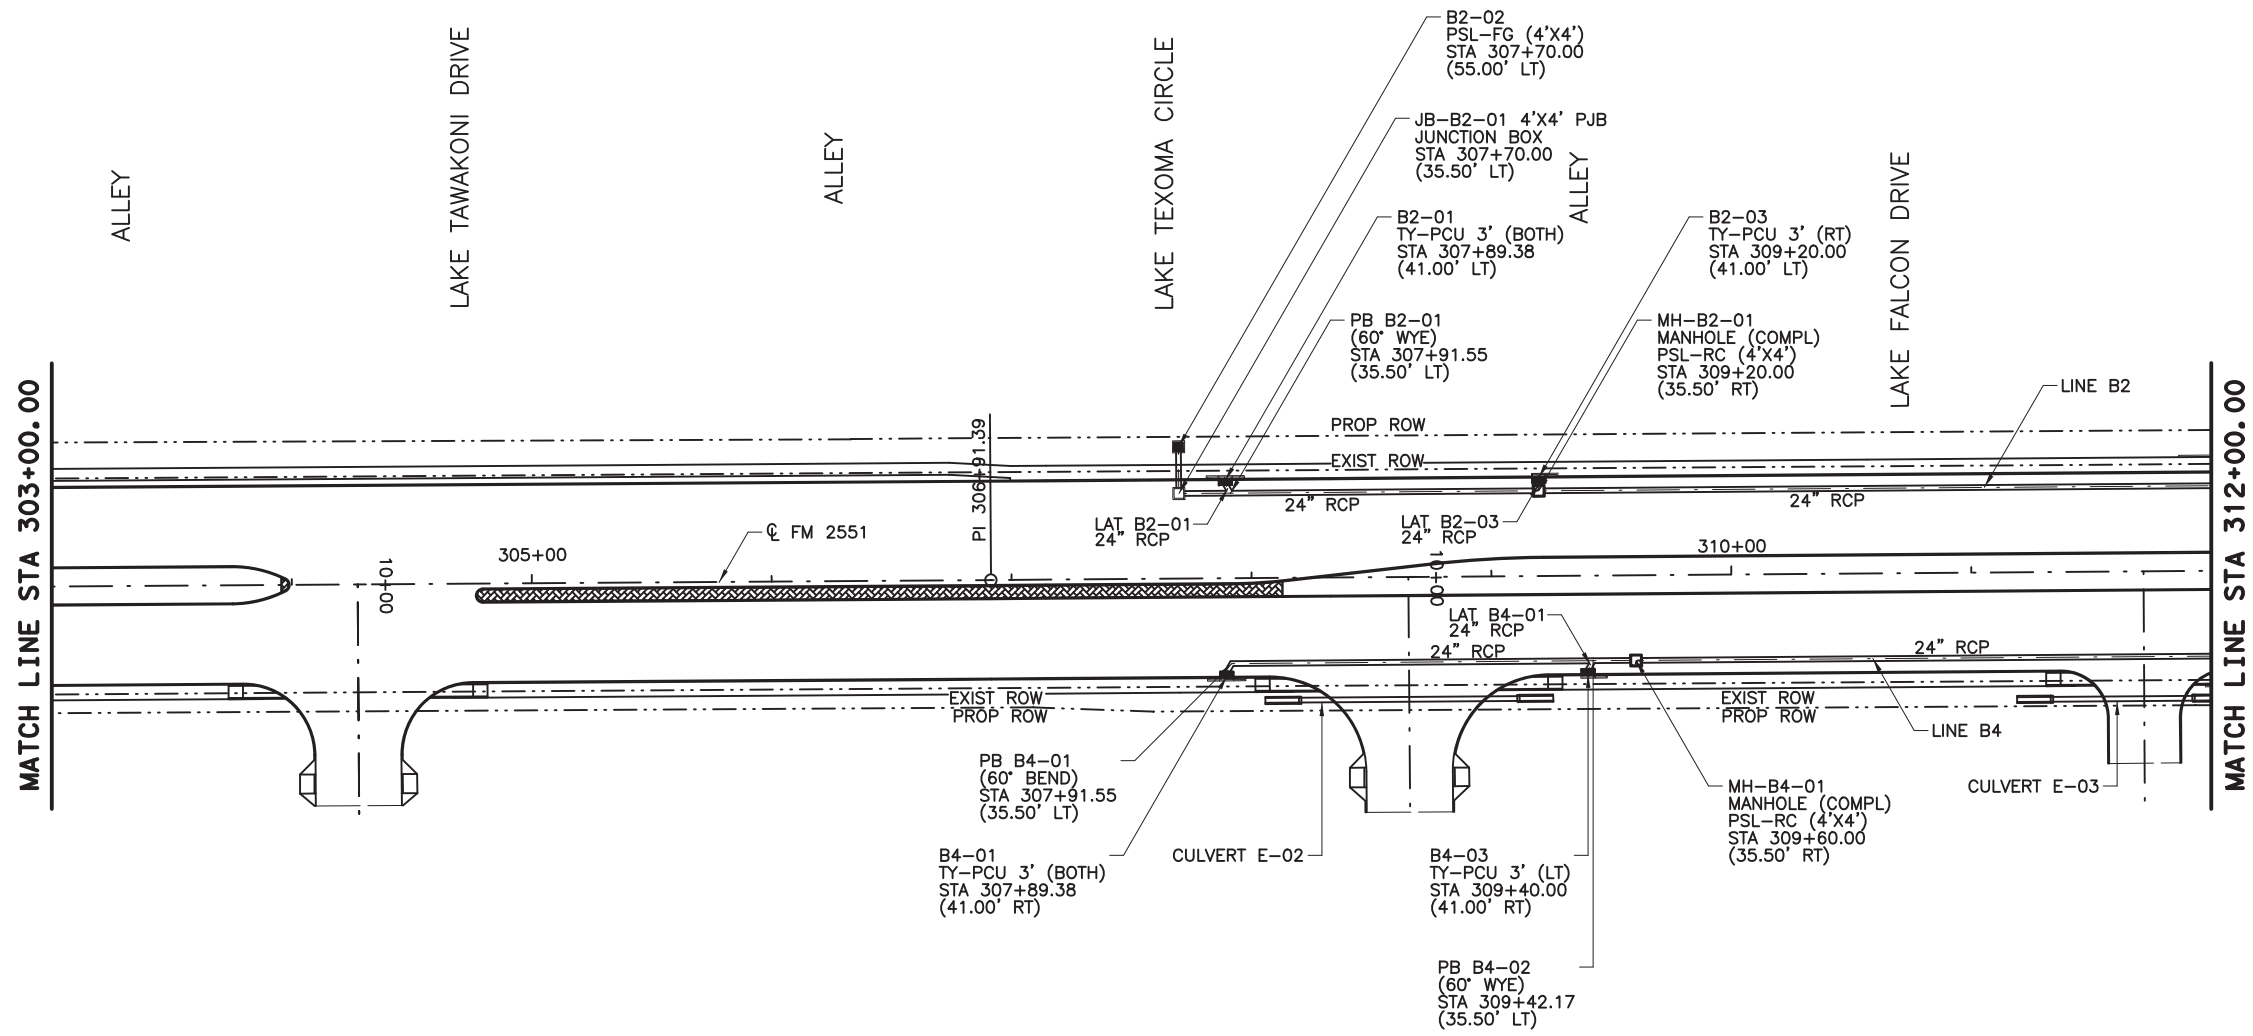 B2-02
PSL-FG (4'X4')
STA 307+70.00
(55.00' LT)
JB-B2-01 4'X4' PJB
JUNCTION BOX
STA 307+70.00
(35.50' LT)
B2-01
TY-PCU 3' (BOTH)
STA 307+89.38
(41.00' LT)
B2-03
TY-PCU 3' (RT)
STA 309+20.00
(41.00' LT)
PB B2-01
(60° WYE)
STA 307+91.55
(35.50' LT)
MH-B2-01
MANHOLE (COMPL)
PSL-RC (4'X4')
STA 309+20.00
(35.50' RT)
ALLEY
LAKE TAWAKONI DRIVE
ALLEY
LAKE TEXOMA CIRCLE
ALLEY
LAKE FALCON DRIVE
LINE B2
MATCH LINE STA 303+00.00
MATCH LINE STA 312+00.00
PROP ROW
EXIST ROW
PI 306+91.39
24" RCP
24" RCP
LAT B2-01
24" RCP
LAT B2-03
24" RCP
℄ FM 2551
305+00
310+00
10+00
10+00
LAT B4-01
24" RCP
24" RCP
24" RCP
EXIST ROW
PROP ROW
EXIST ROW
PROP ROW
LINE B4
PB B4-01
(60° BEND)
STA 307+91.55
(35.50' LT)
B4-01
TY-PCU 3' (BOTH)
STA 307+89.38
(41.00' RT)
CULVERT E-02
B4-03
TY-PCU 3' (LT)
STA 309+40.00
(41.00' RT)
MH-B4-01
MANHOLE (COMPL)
PSL-RC (4'X4')
STA 309+60.00
(35.50' RT)
CULVERT E-03
PB B4-02
(60° WYE)
STA 309+42.17
(35.50' LT)